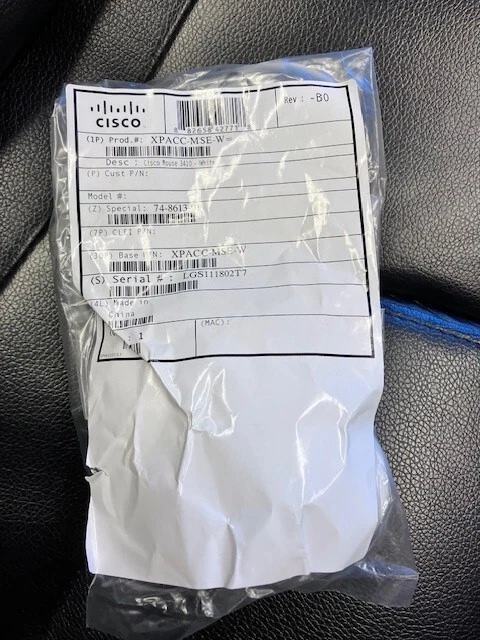 CISCO
Rev : -B0
(1P) Prod.#: XPACC-MSE-W=
Desc : Cisco Mouse 3410 - White
(P) Cust P/N:
Model #:
(Z) Special: 74-8613
(7P) CLEI P/N:
(30P) Base P/N: XPACC-MSE-W
(S) Serial # : LGS111802T7
(4L) Made in
China
(MAC):
: 1